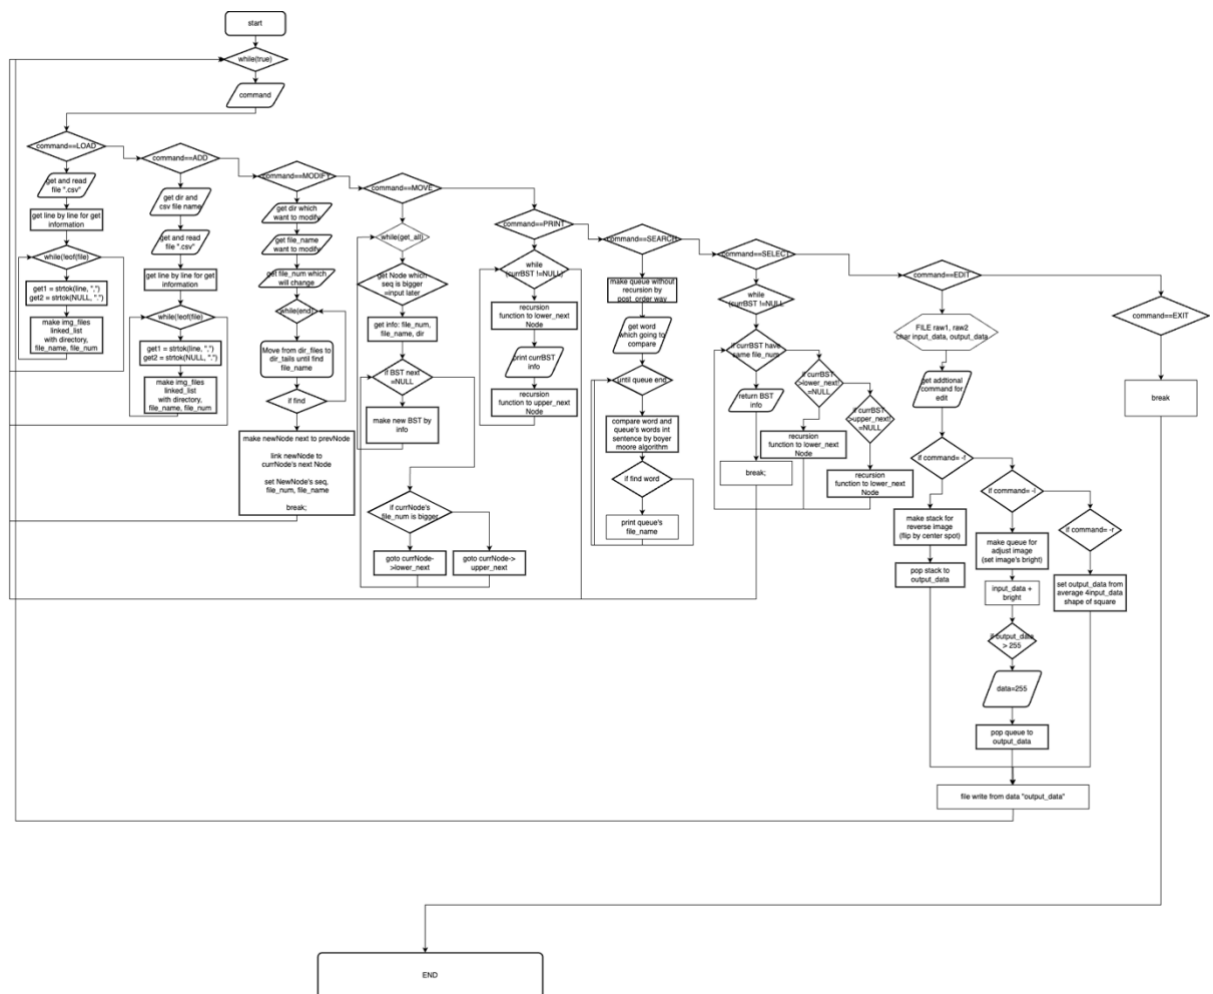 start
while(true)
command
command==LOAD
get and read
file ".csv"
get line by line for get
information
while(!eof(file)
get1 = strtok(line, ",")
get2 = strtok(NULL, ".")
make img_files
linked_list
with directory,
file_name, file_num
command==ADD
get dir and
csv file name
get and read
file ".csv"
get line by line for get
information
while(!eof(file)
get1 = strtok(line, ",")
get2 = strtok(NULL, ".")
make img_files
linked_list
with directory,
file_name, file_num
command==MODIFY
get dir which
want to modify
get file_name
want to modify
get file_num which
will change
while(end)
Move from dir_files to
dir_tails until find
file_name
if find
make newNode next to prevNode
link newNode to
currNode's next Node
set NewNode's seq,
file_num, file_name
break;
command==MOVE
while(get_all)
get Node which
seq is bigger
=input later
get info: file_num,
file_name, dir
if BST next
=NULL
make new BST by
info
if currNode's
file_num is bigger
goto currNode-
>lower_next
goto currNode->
upper_next
command==PRINT
while
(currBST !=NULL)
recursion
function to lower_next
Node
print currBST
info
recursion
function to upper_next
Node
command==SEARCH
make queue without
recursion by
post_order way
get word
which going to
compare
until queue end
compare word and
queue's words int
sentence by boyer
moore algorithm
if find word
print queue's
file_name
command==SELECT
while
(currBST !=NULL
if currBST have
same file_num
return BST
info
break;
if currBST
>lower_next!
=NULL
recursion
function to lower_next
Node
if currBST
>upper_next!
=NULL
recursion
function to lower_next
Node
command==EDIT
FILE raw1, raw2
char input_data, output_data
get addtional
command for
edit
if command= -f
make stack for
reverse image
(flip by center spot)
pop stack to
output_data
if command= -l
make queue for
adjust image
(set image's bright)
input_data +
bright
if output_data
> 255
data=255
pop queue to
output_data
if command= -r
set output_data from
average 4input_data
shape of square
file write from data "output_data"
command==EXIT
break
END